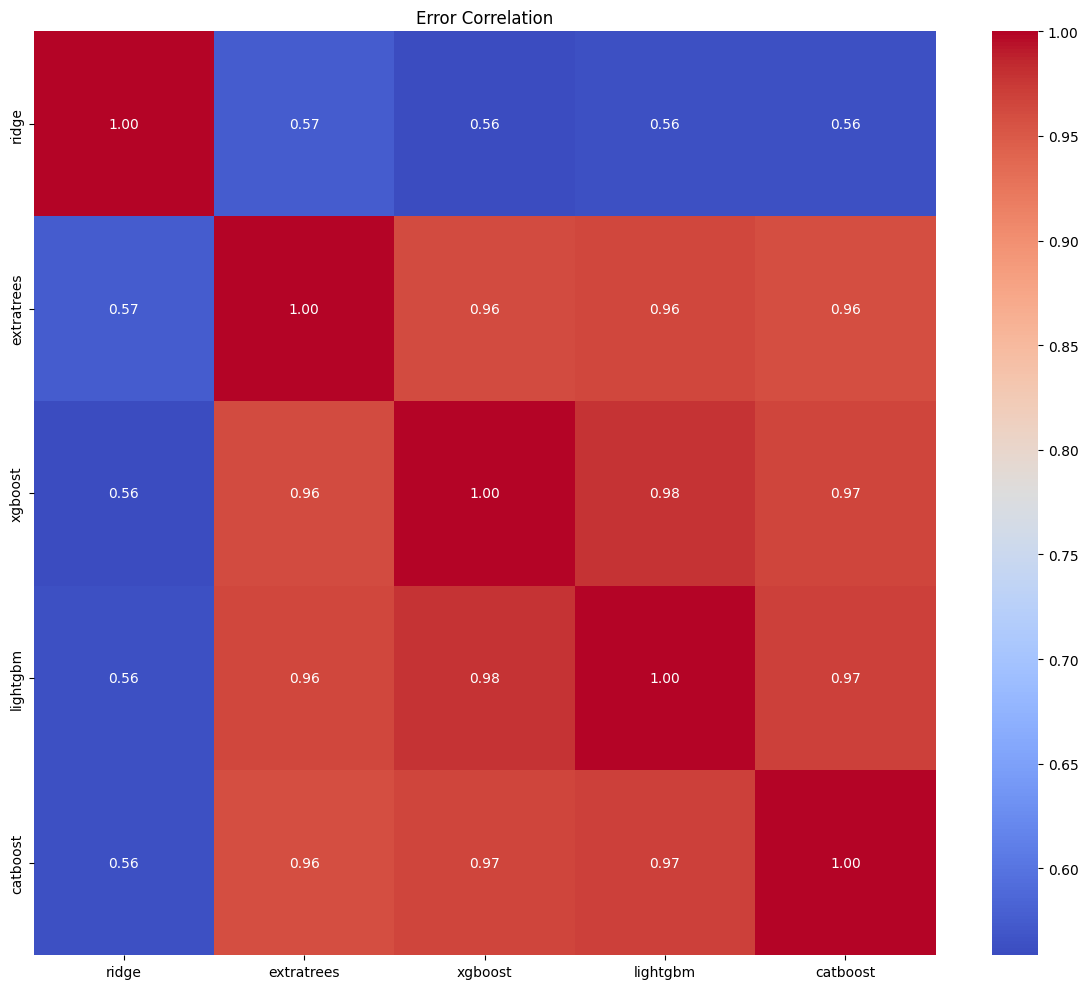 Error Correlation
ridge 1.00 0.57 0.56 0.56 0.56
extratrees 0.57 1.00 0.96 0.96 0.96
xgboost 0.56 0.96 1.00 0.98 0.97
lightgbm 0.56 0.96 0.98 1.00 0.97
catboost 0.56 0.96 0.97 0.97 1.00
ridge extratrees xgboost lightgbm catboost
1.00
0.95
0.90
0.85
0.80
0.75
0.70
0.65
0.60